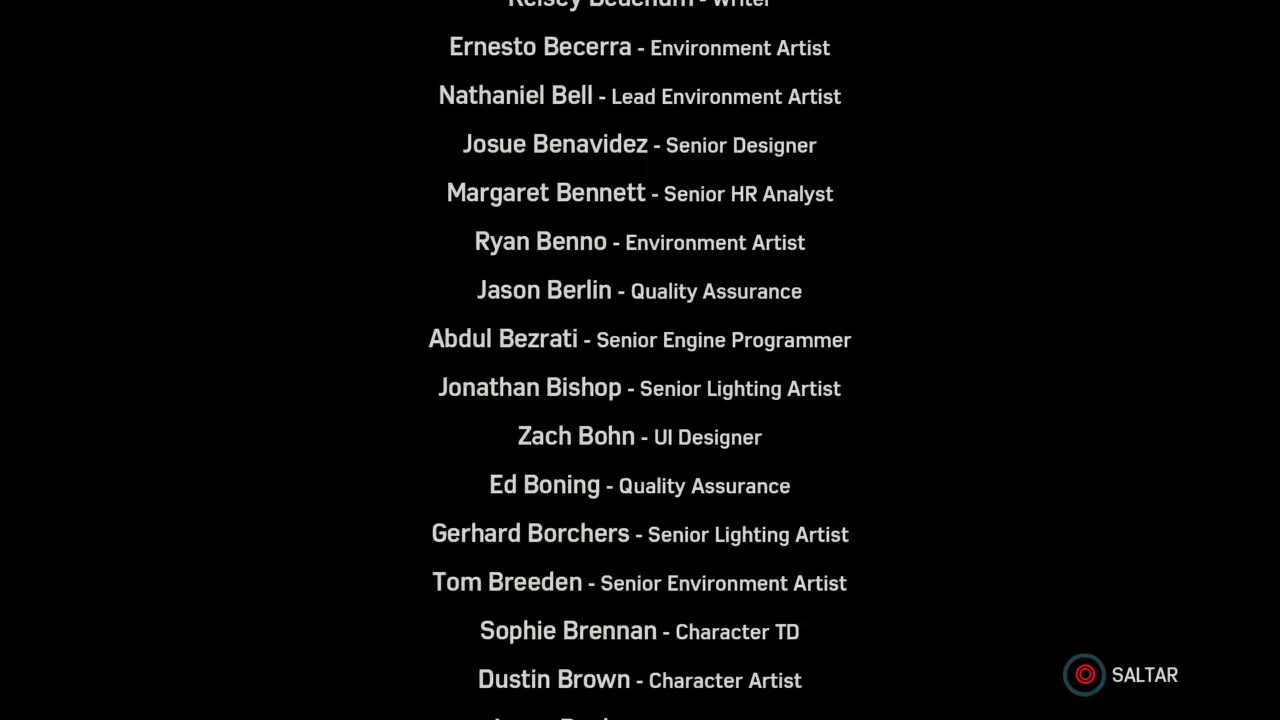 Kelsey Beachum - Writer
Ernesto Becerra - Environment Artist
Nathaniel Bell - Lead Environment Artist
Josue Benavidez - Senior Designer
Margaret Bennett - Senior HR Analyst
Ryan Benno - Environment Artist
Jason Berlin - Quality Assurance
Abdul Bezrati - Senior Engine Programmer
Jonathan Bishop - Senior Lighting Artist
Zach Bohn - UI Designer
Ed Boning - Quality Assurance
Gerhard Borchers - Senior Lighting Artist
Tom Breeden - Senior Environment Artist
Sophie Brennan - Character TD
Dustin Brown - Character Artist
SALTAR